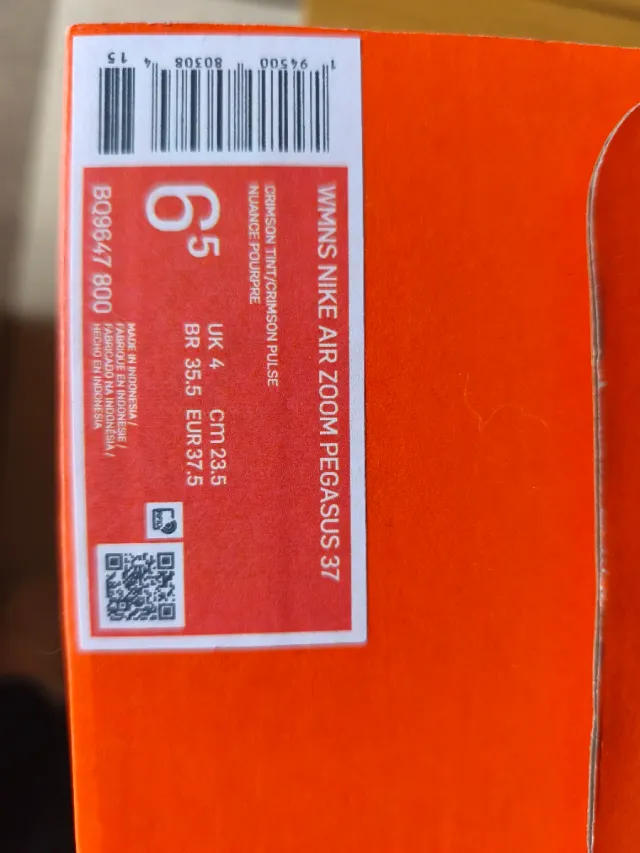 WMNS NIKE AIR ZOOM PEGASUS 37
CRIMSON TINT/CRIMSON PULSE
NUANCE POURPRE
6 5
UK 4 cm 23.5
BR 35.5 EUR 37.5
BQ9647 800
MADE IN INDONESIA /
FABRIQUE EN INDONESIE /
FABRICADO NA INDONÉSIA /
HECHO EN INDONESIA
1 94500 80308 4
15